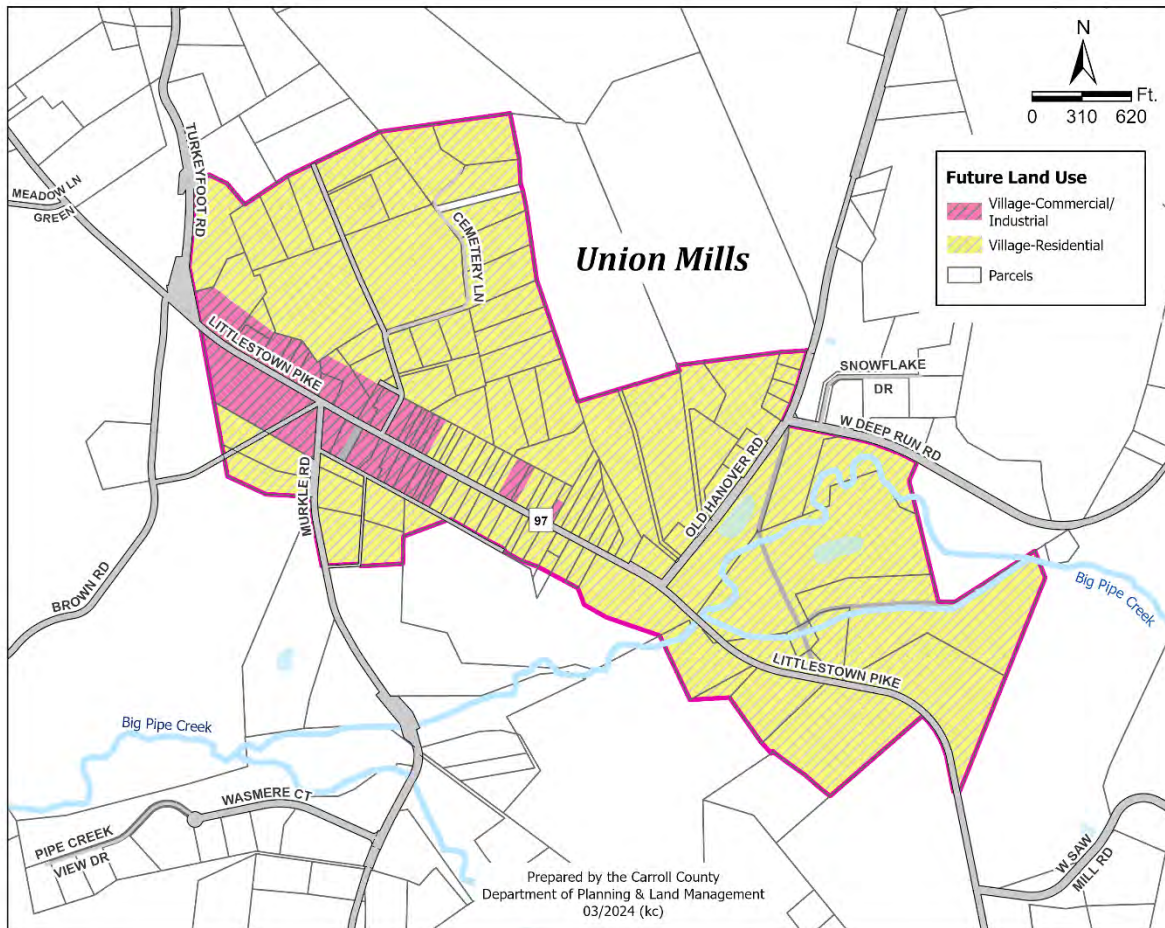 N
Ft.
0 310 620
Future Land Use
Village-Commercial/
Industrial
Village-Residential
Parcels
Union Mills
TURKEYFOOT RD
MEADOW LN
GREEN
CEMETERY LN
LITTLESTOWN PIKE
SNOWFLAKE
DR
W DEEP RUN RD
OLD HANOVER RD
MURKLE RD
97
BROWN RD
Big Pipe Creek
LITTLESTOWN PIKE
Big Pipe Creek
WASMERE CT
PIPE CREEK
VIEW DR
W SAW
MILL RD
Prepared by the Carroll County
Department of Planning & Land Management
03/2024 (kc)